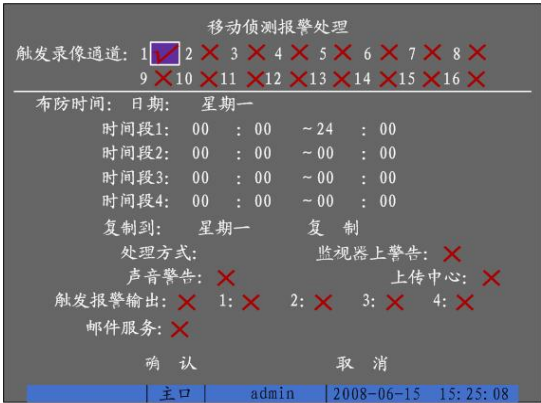 移动侦测报警处理
触发录像通道: 1 2 3 4 5 6 7 8
9 10 11 12 13 14 15 16
布防时间: 日期: 星期一
时间段1: 00 : 00 ~24 : 00
时间段2: 00 : 00 ~00 : 00
时间段3: 00 : 00 ~00 : 00
时间段4: 00 : 00 ~00 : 00
复制到: 星期一 复 制
处理方式: 监视器上警告:
声音警告: 上传中心:
触发报警输出: 1: 2: 3: 4:
邮件服务:
确 认 取 消
主口 admin 2008-06-15 15:25:08